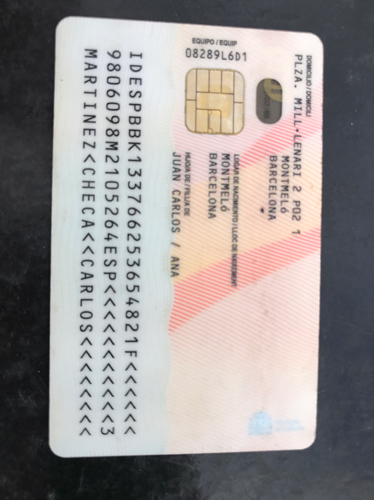 DOMICILIO / DOMICILI
PLZA. MILL·LENARI 2 P02 1
MONTMELÓ
BARCELONA
LUGAR DE NACIMIENTO / LLOC DE NAIXEMENT
MONTMELÓ
BARCELONA
HIJO/A DE / FILL/A DE
JUAN CARLOS / ANA
EQUIPO / EQUIP
08289L6D1
IDESPBBK133766253654821F<<<<<<
9806098M2105264ESP<<<<<<<<<<<3
MARTINEZ<CHECA<<CARLOS<<<<<<<<